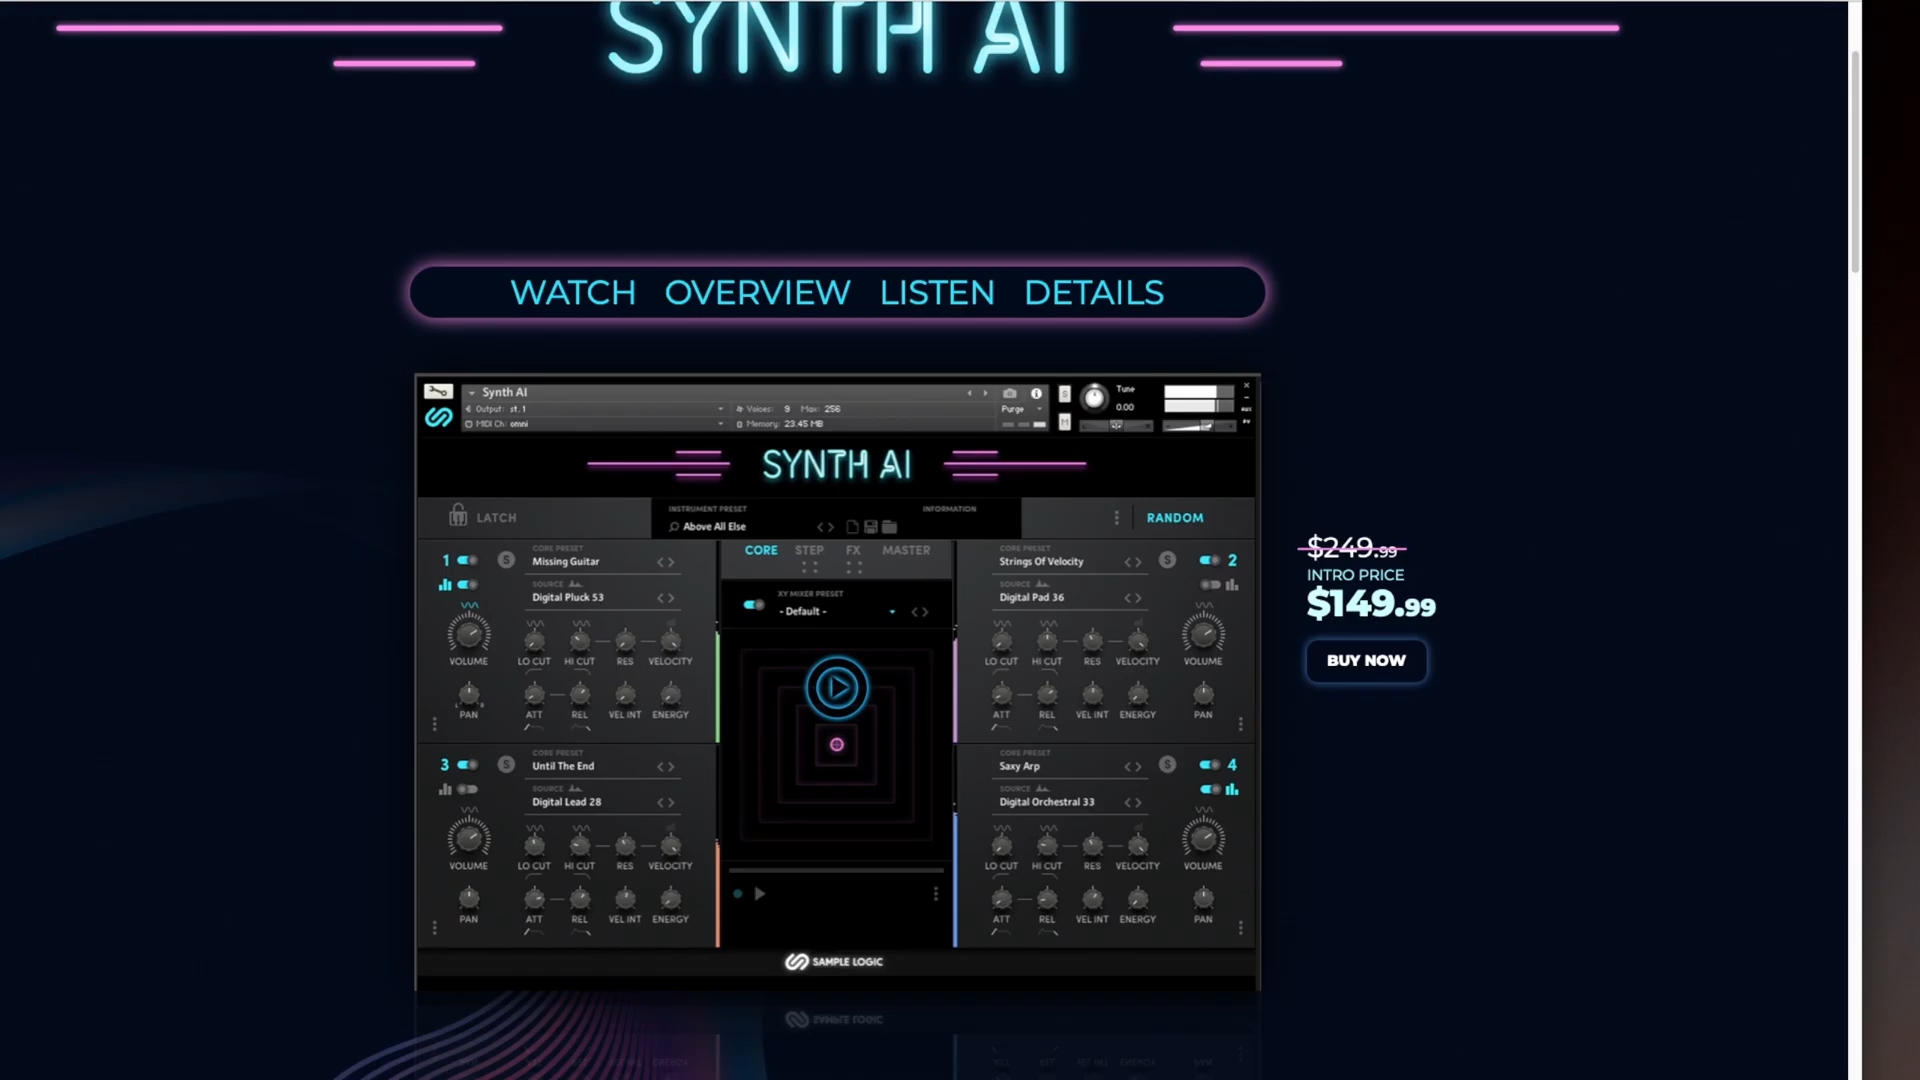 SYNTH AI
WATCH OVERVIEW LISTEN DETAILS
Synth AI
Output: st. 1
MIDI Ch: omni
Voices: 9 Max: 256
Memory: 23.45 MB
Purge
S
M
Tune
0.00
AUX
PV
SYNTH AI
LATCH
INSTRUMENT PRESET
Above All Else
INFORMATION
RANDOM
1
S
CORE PRESET
Missing Guitar
SOURCE
Digital Pluck 53
VOLUME LO CUT HI CUT RES VELOCITY
PAN ATT REL VEL INT ENERGY
CORE STEP FX MASTER
XY MIXER PRESET
- Default -
CORE PRESET
Strings Of Velocity
S
2
SOURCE
Digital Pad 36
LO CUT HI CUT RES VELOCITY VOLUME
ATT REL VEL INT ENERGY PAN
3
S
CORE PRESET
Until The End
SOURCE
Digital Lead 28
VOLUME LO CUT HI CUT RES VELOCITY
PAN ATT REL VEL INT ENERGY
CORE PRESET
Saxy Arp
S
4
SOURCE
Digital Orchestral 33
LO CUT HI CUT RES VELOCITY VOLUME
ATT REL VEL INT ENERGY PAN
SAMPLE LOGIC
$249.99
INTRO PRICE
$149.99
BUY NOW